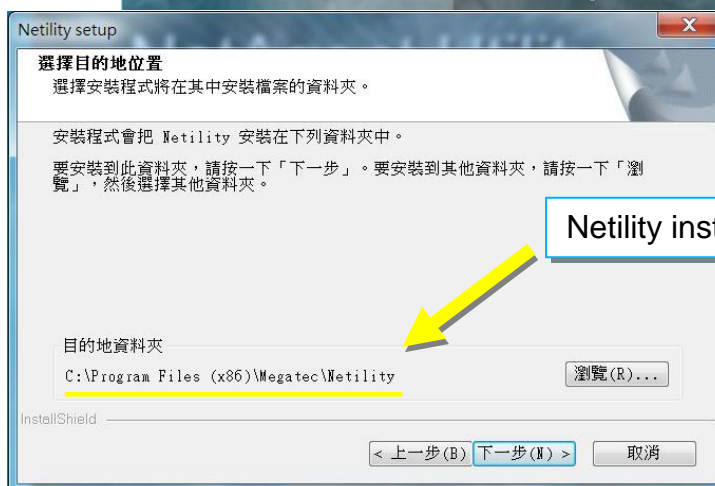 Netility setup
選擇目的地位置
選擇安裝程式將在其中安裝檔案的資料夾。
安裝程式會把 Netility 安裝在下列資料夾中。
要安裝到此資料夾,請按一下「下一步」。要安裝到其他資料夾,請按一下「瀏
覽」,然後選擇其他資料夾。
Netility inst
目的地資料夾
C:\Program Files (x86)\Megatec\Netility
瀏覽(R)...
InstallShield
< 上一步(B) 下一步(N) > 取消